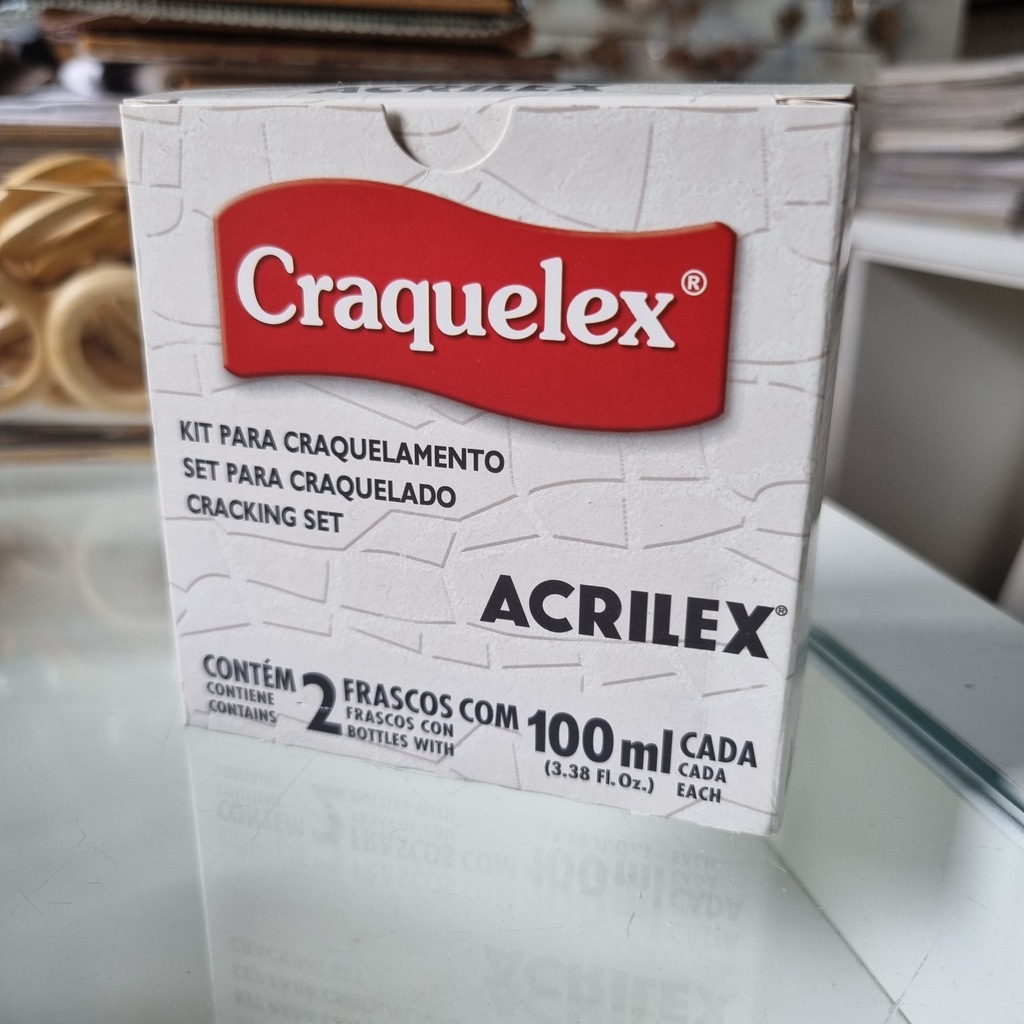 ACRILEX
Craquelex®
KIT PARA CRAQUELAMENTO
SET PARA CRAQUELADO
CRACKING SET
ACRILEX®
CONTÉM 2 FRASCOS COM 100 ml CADA
CONTIENE FRASCOS CON (3.38 Fl. Oz.) CADA
CONTAINS BOTTLES WITH EACH